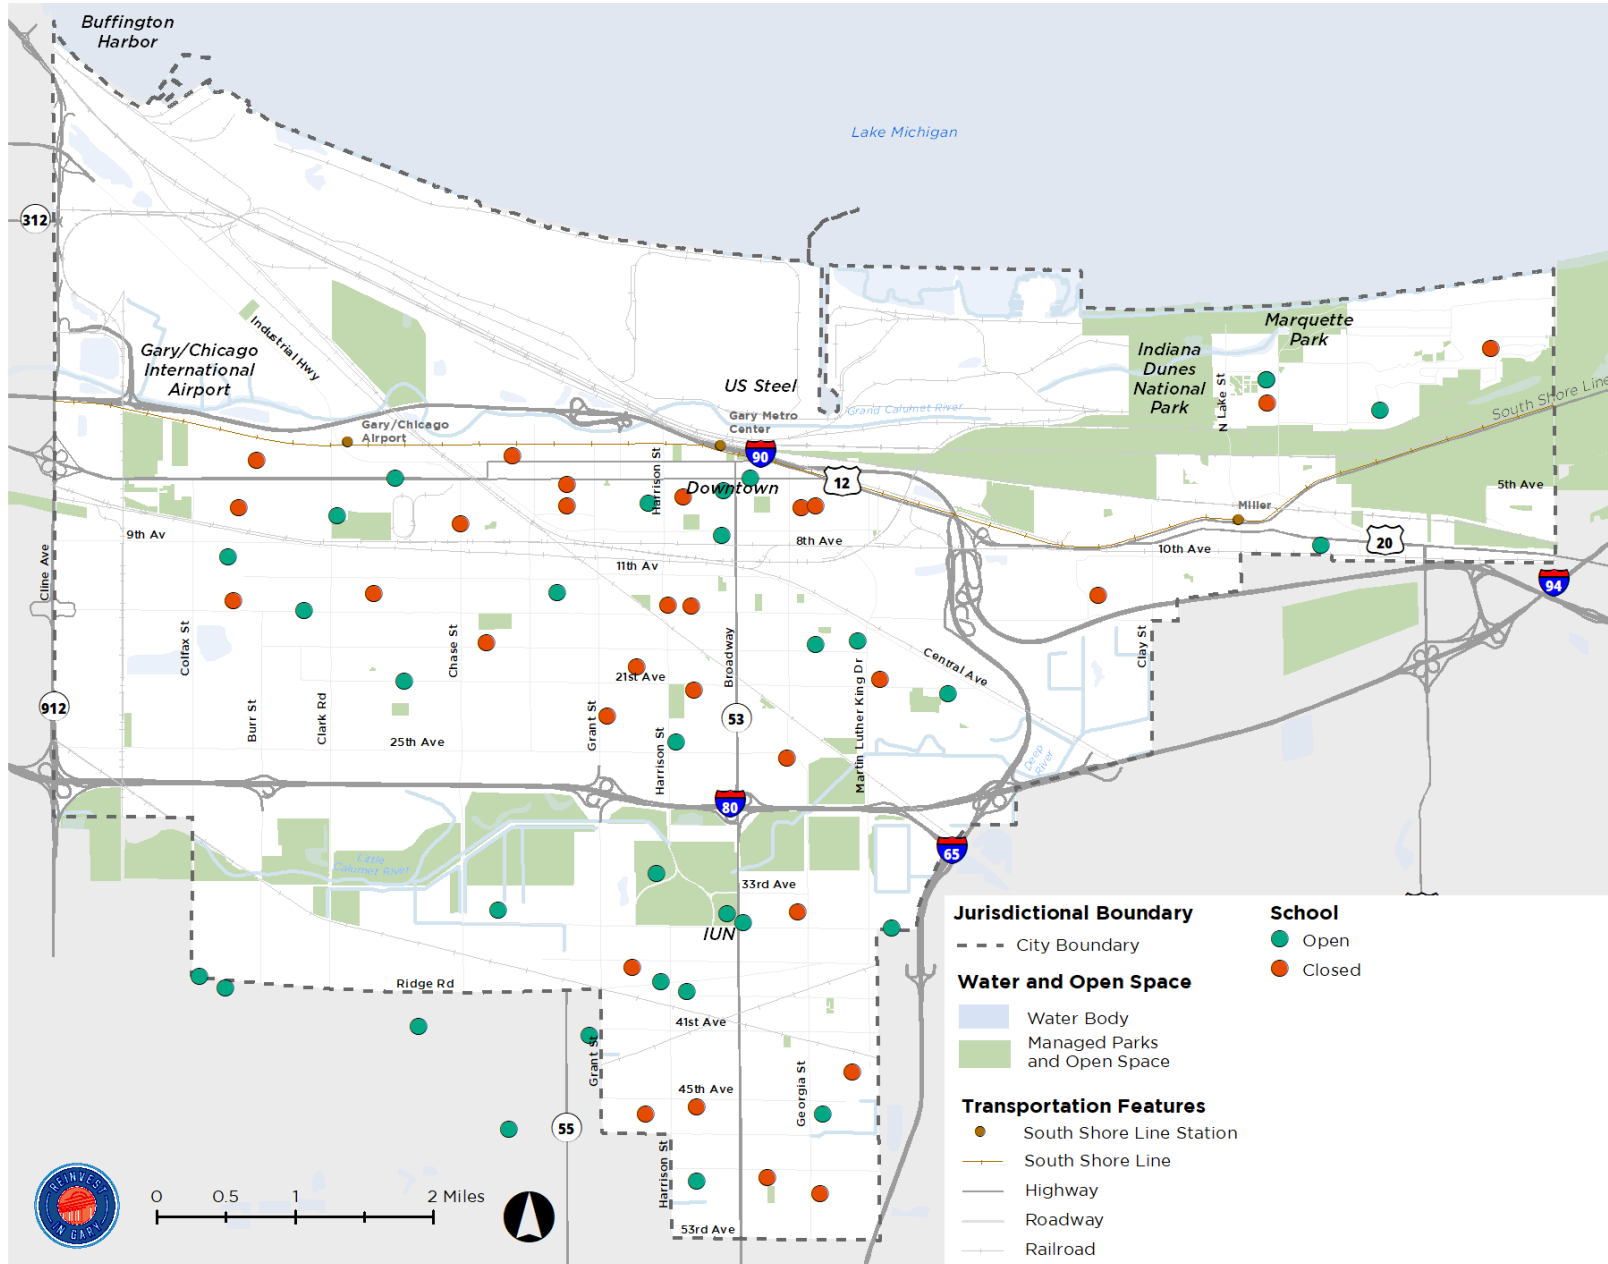 Buffington
Harbor
Lake Michigan
312
Industrial Hwy
Gary/Chicago
International
Airport
US Steel
Marquette
Park
Indiana
Dunes
National
Park
N Lake St
South Shore Line
Grand Calumet River
Gary Metro
Center
Gary/Chicago
Airport
90
12
Harrison St
Downtown
Miller
5th Ave
20
9th Av
8th Ave
10th Ave
11th Av
94
Cline Ave
Colfax St
Chase St
Broadway
Clay St
Central Ave
21st Ave
Martin Luther King Dr
912
Burr St
Clark Rd
Grant St
53
25th Ave
Harrison St
Deep
River
80
65
Little
Calumet River
33rd Ave
IUN
Ridge Rd
41st Ave
Grant St
45th Ave
Georgia St
55
Harrison St
53rd Ave
Jurisdictional Boundary
City Boundary
Water and Open Space
Water Body
Managed Parks
and Open Space
Transportation Features
South Shore Line Station
South Shore Line
Highway
Roadway
Railroad
School
Open
Closed
REINVEST
IN GARY
0 0.5 1 2 Miles